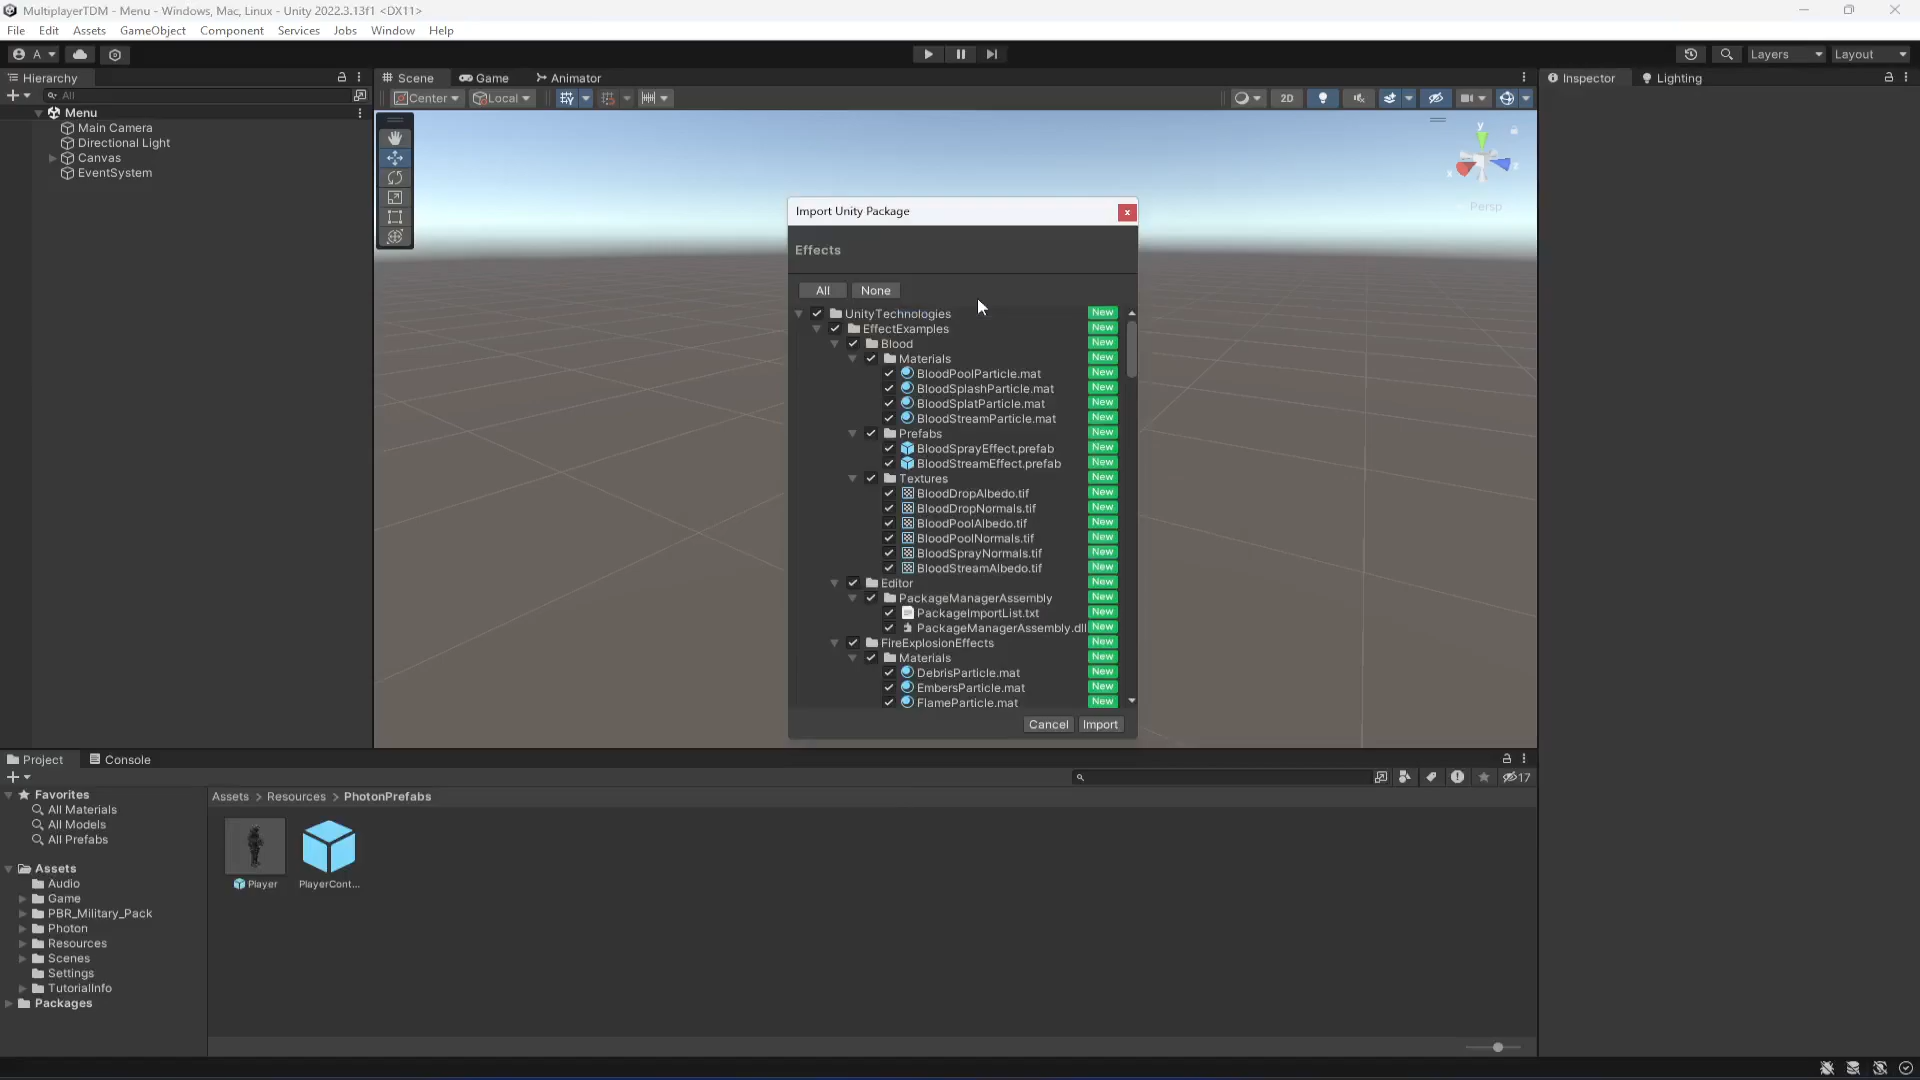 MultiplayerTDM - Menu - Windows, Mac, Linux - Unity 2022.3.13f1 <DX11>
File Edit Assets GameObject Component Services Jobs Window Help
A
Layers
Layout
Hierarchy
Scene
Game
Animator
Inspector
Lighting
All
Center
Local
2D
Menu
Main Camera
Directional Light
Canvas
EventSystem
y
x
z
Persp
Import Unity Package
x
Effects
All
None
UnityTechnologies New
EffectExamples New
Blood New
Materials New
BloodPoolParticle.mat New
BloodSplashParticle.mat New
BloodSplatParticle.mat New
BloodStreamParticle.mat New
Prefabs New
BloodSprayEffect.prefab New
BloodStreamEffect.prefab New
Textures New
BloodDropAlbedo.tif New
BloodDropNormals.tif New
BloodPoolAlbedo.tif New
BloodPoolNormals.tif New
BloodSprayNormals.tif New
BloodStreamAlbedo.tif New
Editor New
PackageManagerAssembly New
PackageImportList.txt New
PackageManagerAssembly.dll New
FireExplosionEffects New
Materials New
DebrisParticle.mat New
EmbersParticle.mat New
FlameParticle.mat New
Cancel
Import
Project
Console
17
Favorites
All Materials
All Models
All Prefabs
Assets
Audio
Game
PBR_Military_Pack
Photon
Resources
Scenes
Settings
TutorialInfo
Packages
Assets > Resources > PhotonPrefabs
Player
PlayerCont...